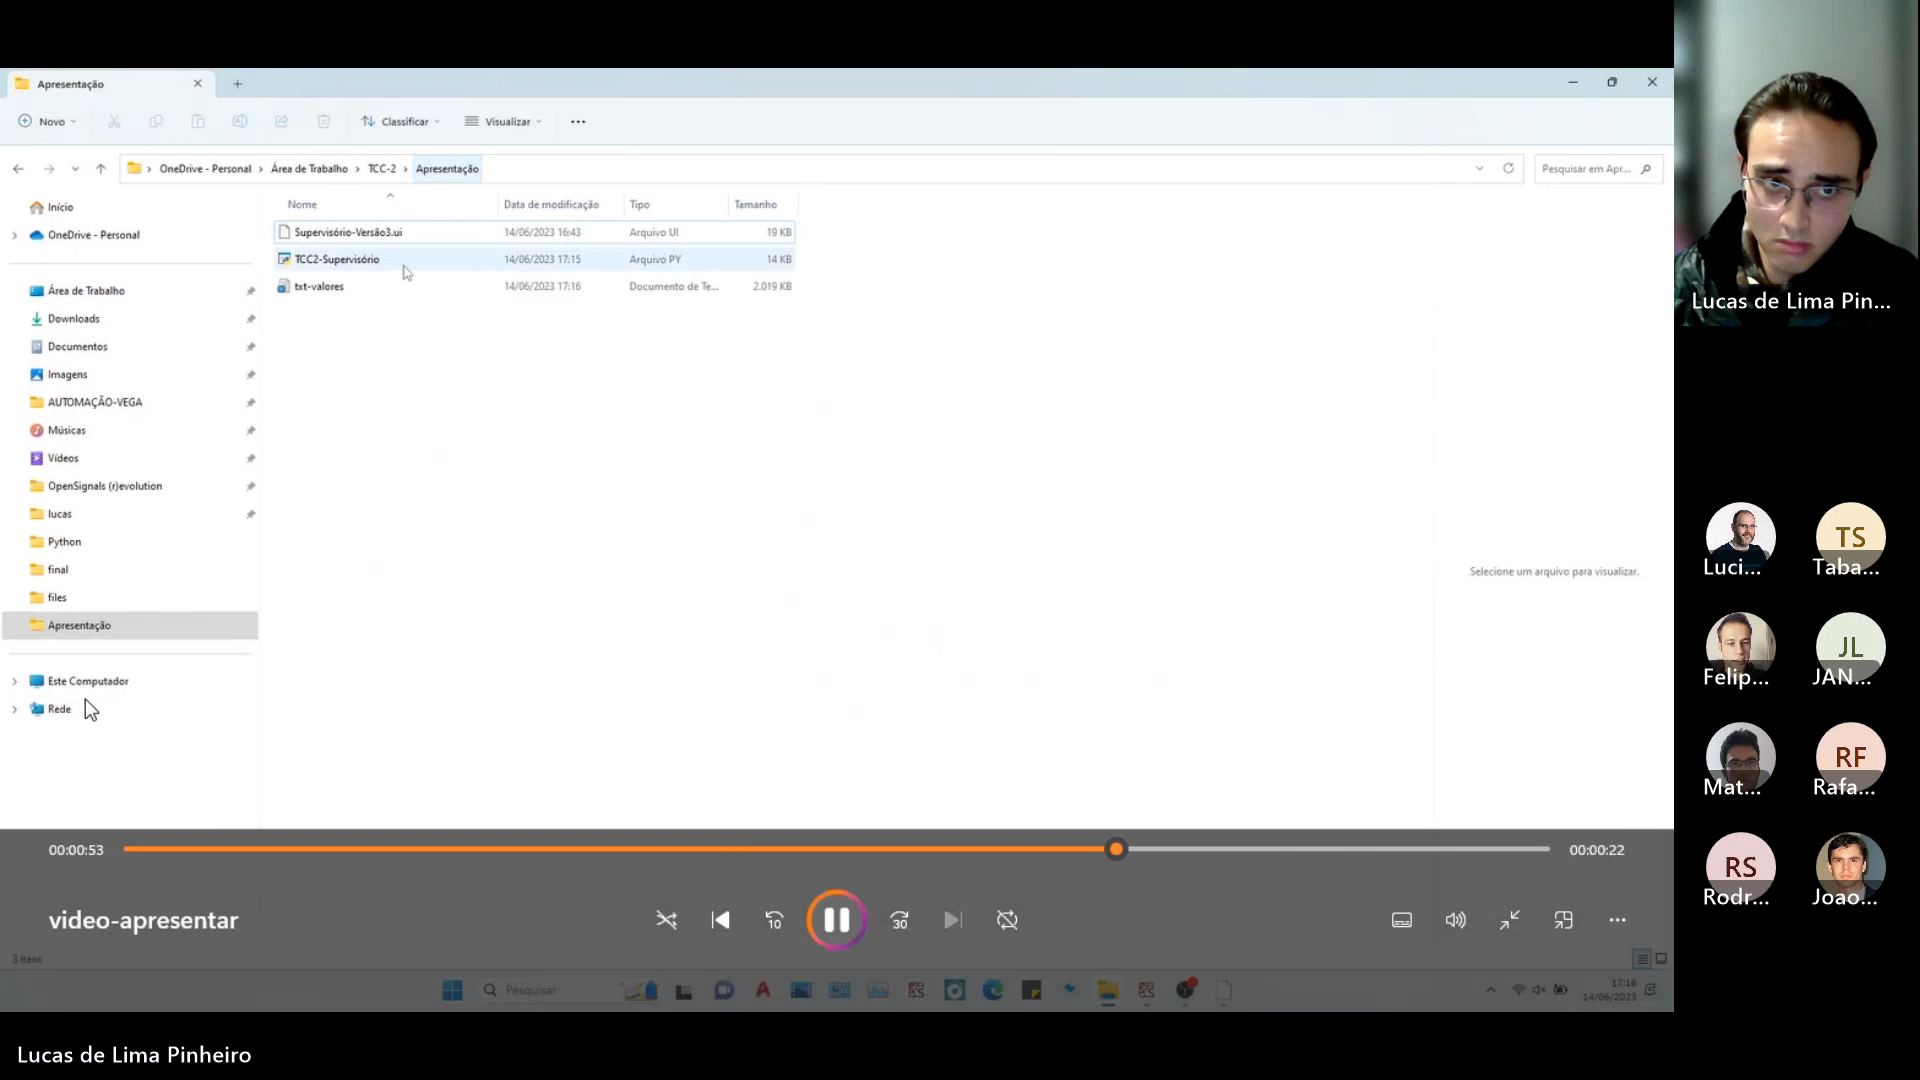 Apresentação
Novo
Classificar
Visualizar
OneDrive - Personal > Área de Trabalho > TCC-2 > Apresentação
Pesquisar em Apr...
Início
OneDrive - Personal
Área de Trabalho
Downloads
Documentos
Imagens
AUTOMAÇÃO-VEGA
Músicas
Vídeos
OpenSignals (r)evolution
lucas
Python
final
files
Apresentação
Este Computador
Rede
Nome Data de modificação Tipo Tamanho
Supervisório-Versão3.ui 14/06/2023 16:43 Arquivo UI 19 KB
TCC2-Supervisório 14/06/2023 17:15 Arquivo PY 14 KB
txt-valores 14/06/2023 17:16 Documento de Te... 2.019 KB
Selecione um arquivo para visualizar.
00:00:53
00:00:22
video-apresentar
10
30
3 itens
Pesquisar
17:16
14/06/2023
Lucas de Lima Pin...
Luci...
TS
Taba...
Felip...
JL
JAN...
Mat...
RF
Rafa...
RS
Rodr...
Joao...
Lucas de Lima Pinheiro